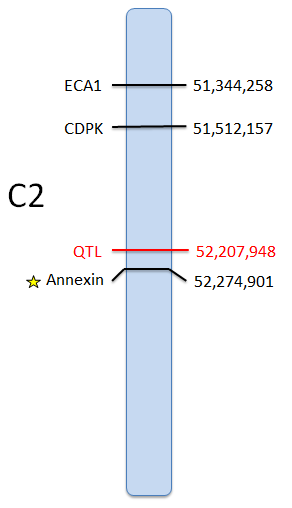 ECA1 51,344,258
CDPK 51,512,157
C2
QTL 52,207,948
Annexin 52,274,901